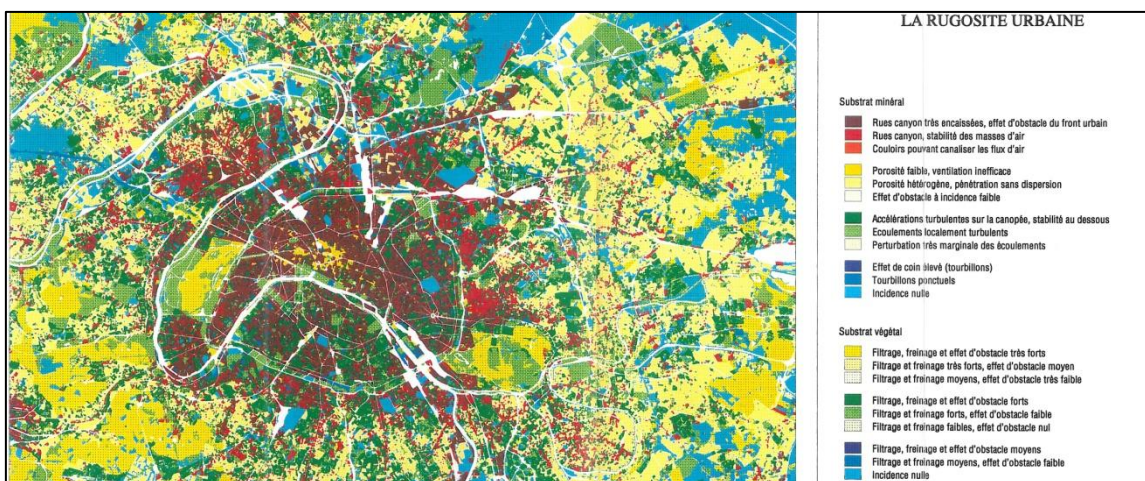 LA RUGOSITE URBAINE
Substrat minéral
Rues canyon très encaissées, effet d'obstacle du front urbain
Rues canyon, stabilité des masses d'air
Couloirs pouvant canaliser les flux d'air
Porosité faible, ventilation inefficace
Porosité hétérogène, pénétration sans dispersion
Effet d'obstacle à incidence faible
Accélérations turbulentes sur la canopée, stabilité au dessous
Ecoulements localement turbulents
Perturbation très marginale des écoulements
Effet de coin élevé (tourbillons)
Tourbillons ponctuels
Incidence nulle
Substrat végétal
Filtrage, freinage et effet d'obstacle très forts
Filtrage et freinage très forts, effet d'obstacle moyen
Filtrage et freinage moyens, effet d'obstacle très faible
Filtrage, freinage et effet d'obstacle forts
Filtrage et freinage forts, effet d'obstacle faible
Filtrage et freinage faibles, effet d'obstacle nul
Filtrage, freinage et effet d'obstacle moyens
Filtrage et freinage moyens, effet d'obstacle faible
Incidence nulle